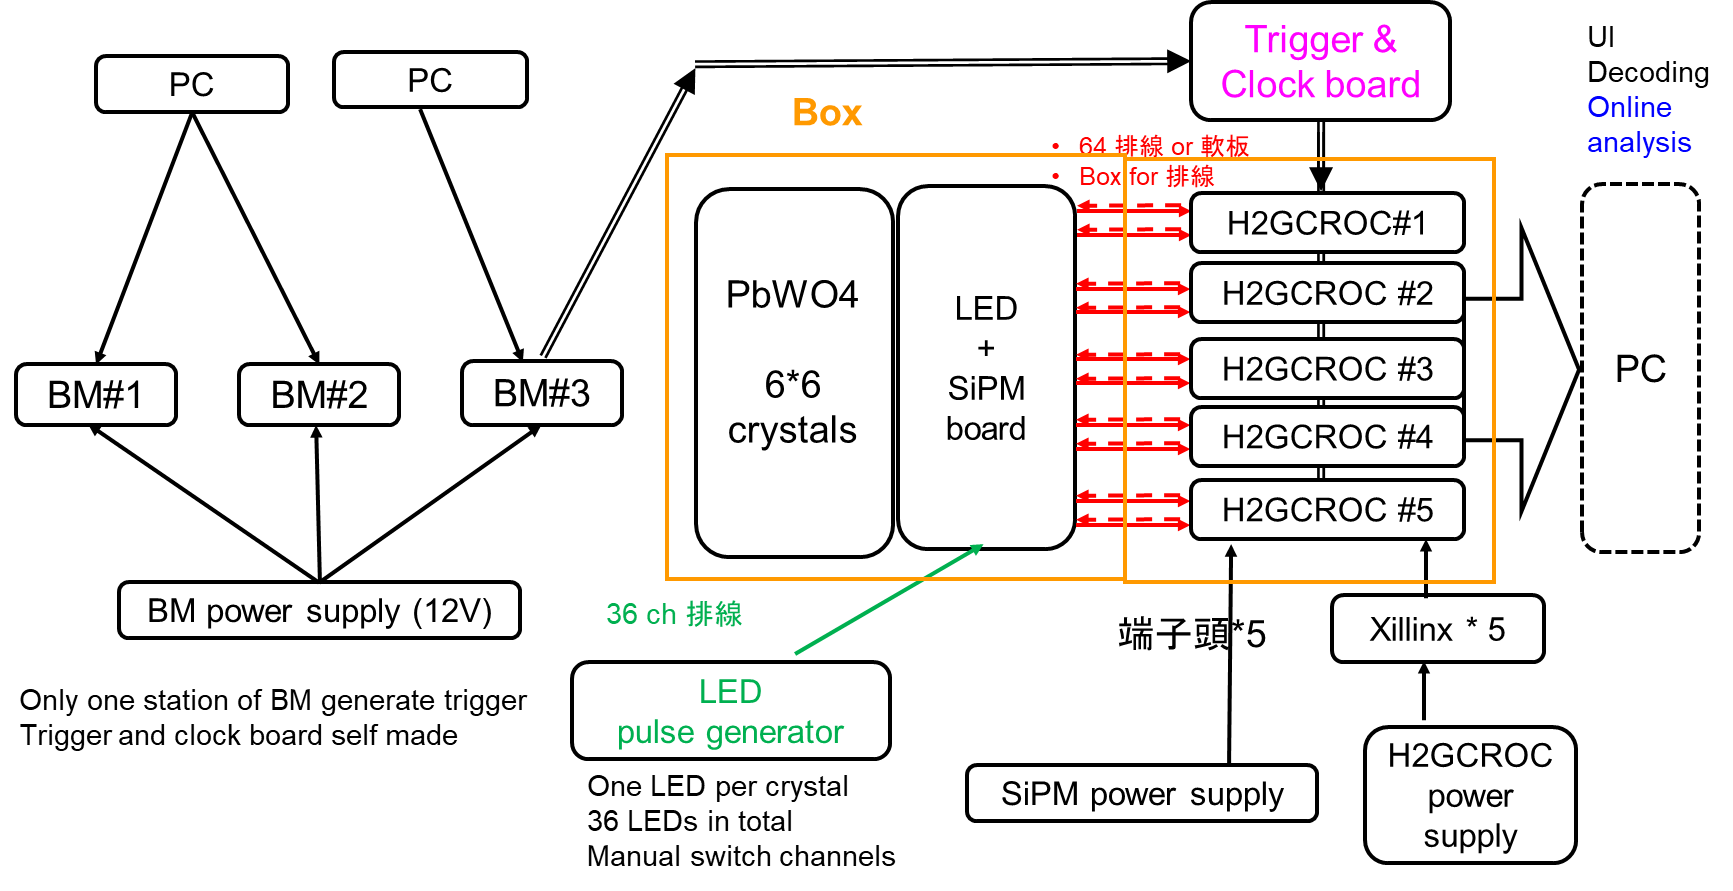 Trigger &
Clock board
UI
Decoding
Online
analysis
PC
PC
Box
• 64 排線 or 軟板
• Box for 排線
PbWO4
6*6
crystals
LED
+
SiPM
board
H2GCROC#1
H2GCROC #2
H2GCROC #3
H2GCROC #4
H2GCROC #5
PC
BM#1
BM#2
BM#3
BM power supply (12V)
36 ch 排線
端子頭*5
Xillinx * 5
Only one station of BM generate trigger
Trigger and clock board self made
LED
pulse generator
One LED per crystal
36 LEDs in total
Manual switch channels
SiPM power supply
H2GCROC
power
supply